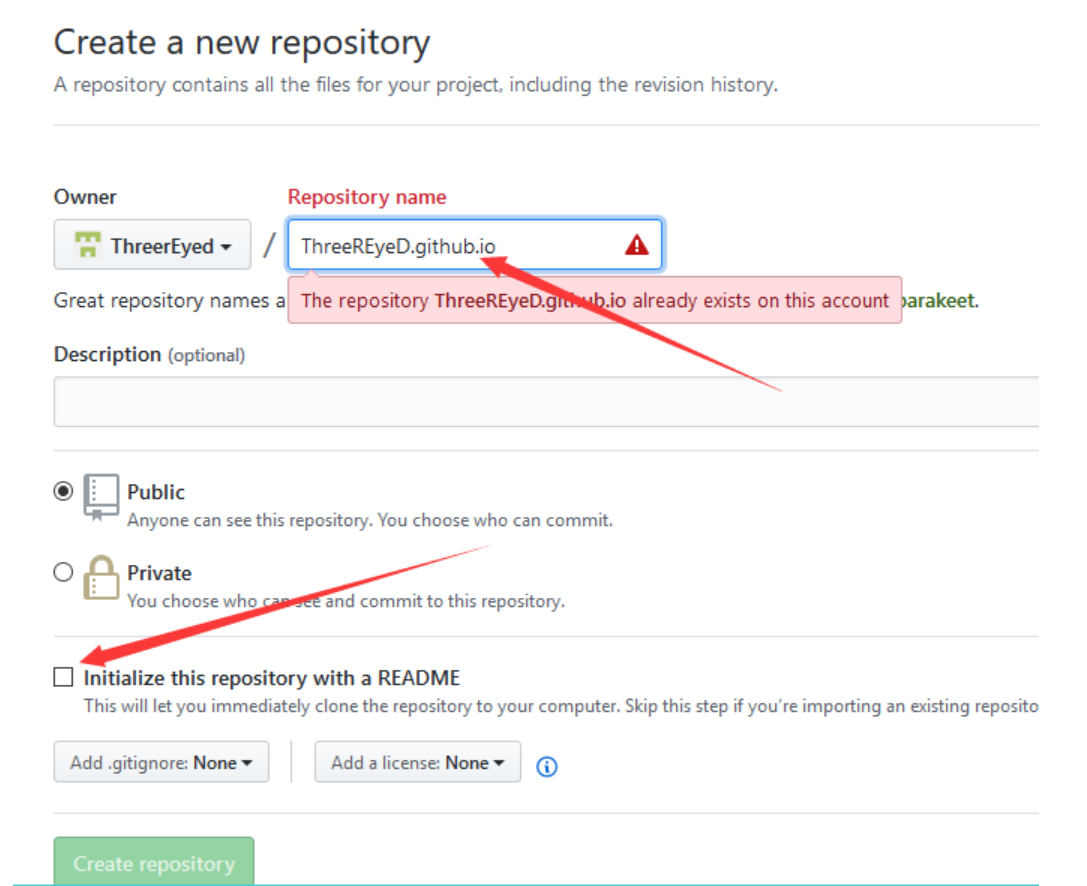 Create a new repository
A repository contains all the files for your project, including the revision history.
Owner
Repository name
ThreerEyed
/
ThreeREyeD.github.io
Great repository names a
The repository ThreeREyeD.github.io already exists on this account
parakeet.
Description (optional)
Public
Anyone can see this repository. You choose who can commit.
Private
You choose who can see and commit to this repository.
Initialize this repository with a README
This will let you immediately clone the repository to your computer. Skip this step if you're importing an existing reposito
Add .gitignore: None
Add a license: None
Create repository